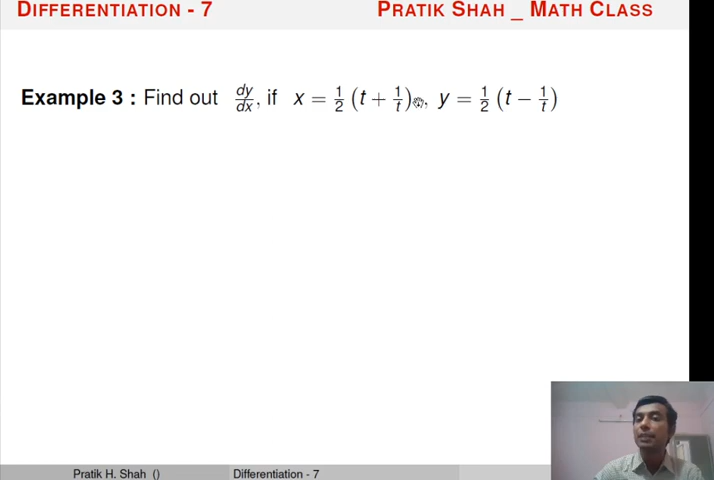 DIFFERENTIATION - 7 PRATIK SHAH _ MATH CLASS
Example 3 : Find out dy/dx, if x = 1/2 (t + 1/t), y = 1/2 (t − 1/t)
Pratik H. Shah () Differentiation - 7